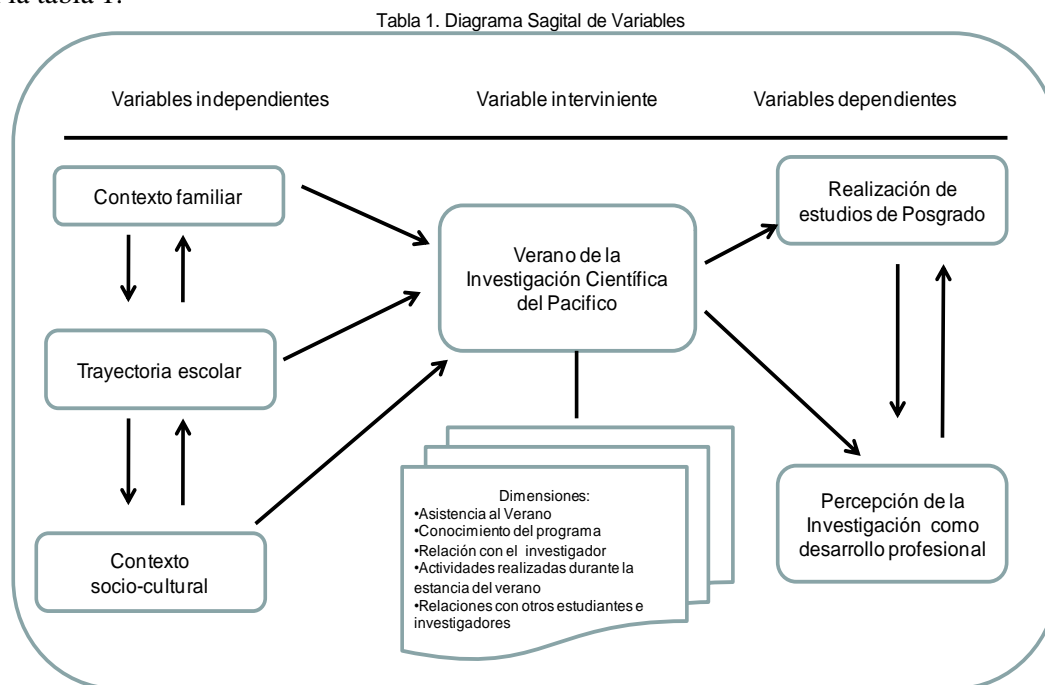 la tabla 1.
Tabla 1. Diagrama Sagital de Variables
Variables independientes
Variable interviniente
Variables dependientes
Contexto familiar
Trayectoria escolar
Contexto
socio-cultural
Verano de la
Investigación Científica
del Pacifico
Dimensiones:
•Asistencia al Verano
•Conocimiento del programa
•Relación con el investigador
•Actividades realizadas durante la
estancia del verano
•Relaciones con otros estudiantes e
investigadores
Realización de
estudios de Posgrado
Percepción de la
Investigación como
desarrollo profesional